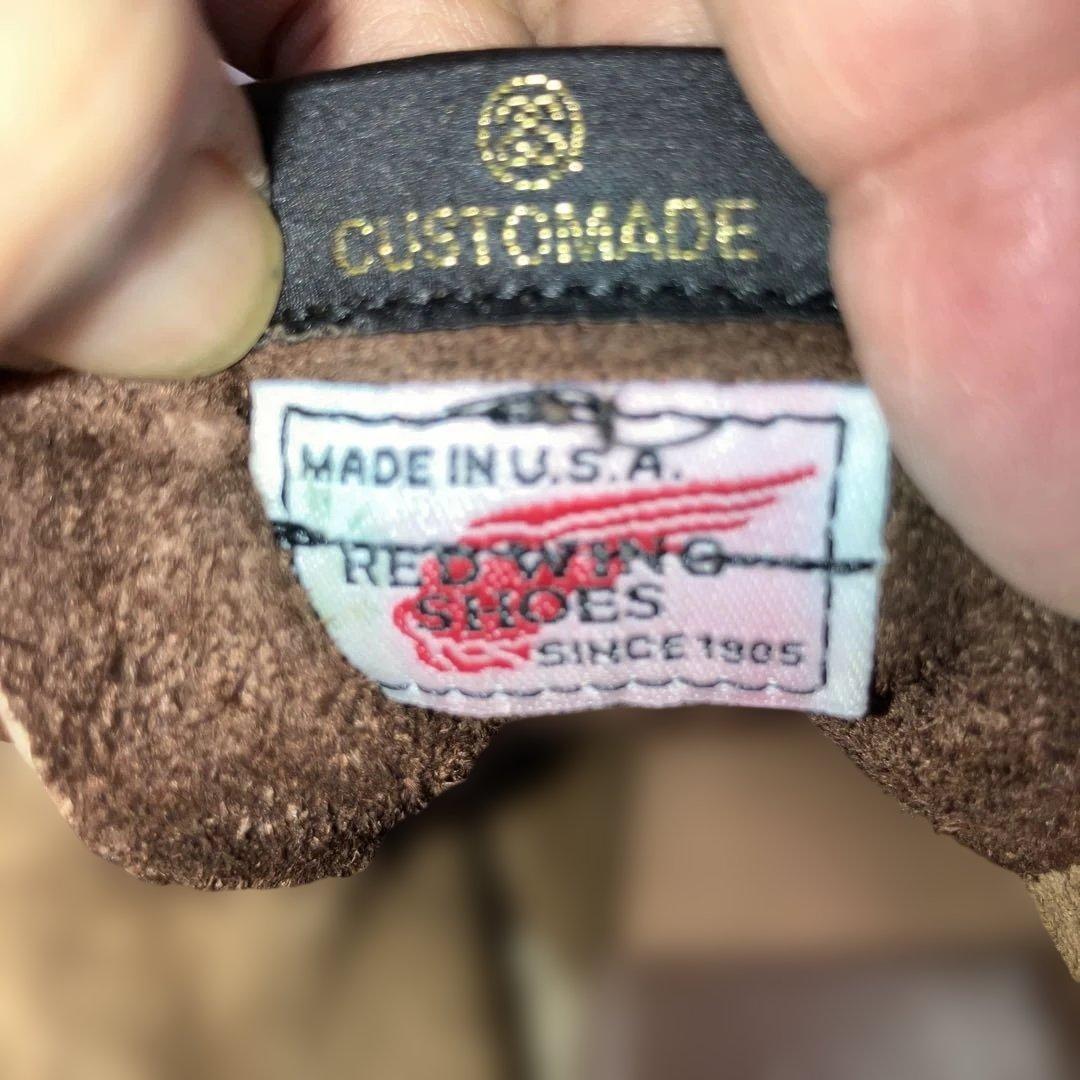 CUSTOMADE
MADE IN U.S.A.
RED WING
SHOES
SINCE 1905